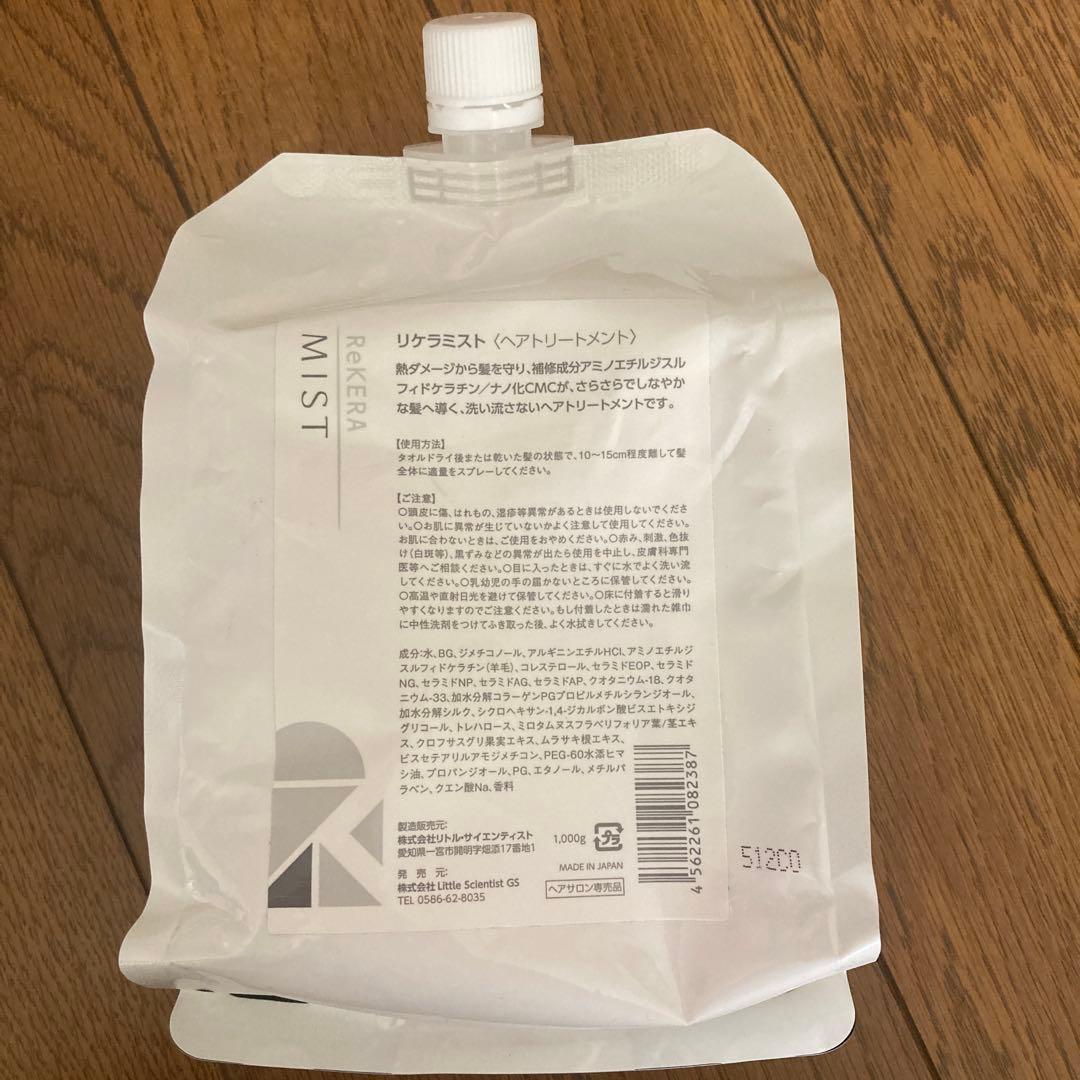 ReKERA
MIST
リケラミスト〈ヘアトリートメント〉
熱ダメージから髪を守り、補修成分アミノエチルジスル
フィドケラチン／ナノ化CMCが、さらさらでしなやか
な髪へ導く、洗い流さないヘアトリートメントです。
【使用方法】
タオルドライ後または乾いた髪の状態で、10～15cm程度離して髪
全体に適量をスプレーしてください。
【ご注意】
○頭皮に傷、はれもの、湿疹等異常があるときは使用しないでくださ
い。○お肌に異常が生じていないかよく注意して使用してください。
お肌に合わないときは、ご使用をおやめください。○赤み、刺激、色抜
け（白斑等）、黒ずみなどの異常が出たら使用を中止し、皮膚科専門
医等へご相談ください。○目に入ったときは、すぐに水でよく洗い流
してください。○乳幼児の手の届かないところに保管してください。
○高温や直射日光を避けて保管してください。○床に付着すると滑り
やすくなりますのでご注意ください。もし付着したときは濡れた雑巾
に中性洗剤をつけてふき取った後、よく水拭きしてください。
成分：水、BG、ジメチコノール、アルギニンエチルHCl、アミノエチルジ
スルフィドケラチン（羊毛）、コレステロール、セラミドEOP、セラミド
NG、セラミドNP、セラミドAG、セラミドAP、クオタニウム-18、クオタ
ニウム-33、加水分解コラーゲンPGプロピルメチルシランジオール、
加水分解シルク、シクロヘキサン-1,4-ジカルボン酸ビスエトキシジ
グリコール、トレハロース、ミロタムヌスフラベリフォリア葉/茎エキ
ス、クロフサスグリ果実エキス、ムラサキ根エキス、
ビスセテアリルアモジメチコン、PEG-60水添ヒマ
シ油、プロパンジオール、PG、エタノール、メチルパ
ラベン、クエン酸Na、香料
製造販売元：
株式会社リトル・サイエンティスト
愛知県一宮市開明字畑添17番地1
発 売 元：
株式会社 Little Scientist GS
TEL 0586-62-8035
1,000g
プラ
MADE IN JAPAN
ヘアサロン専売品
4 562261 082387
512C0